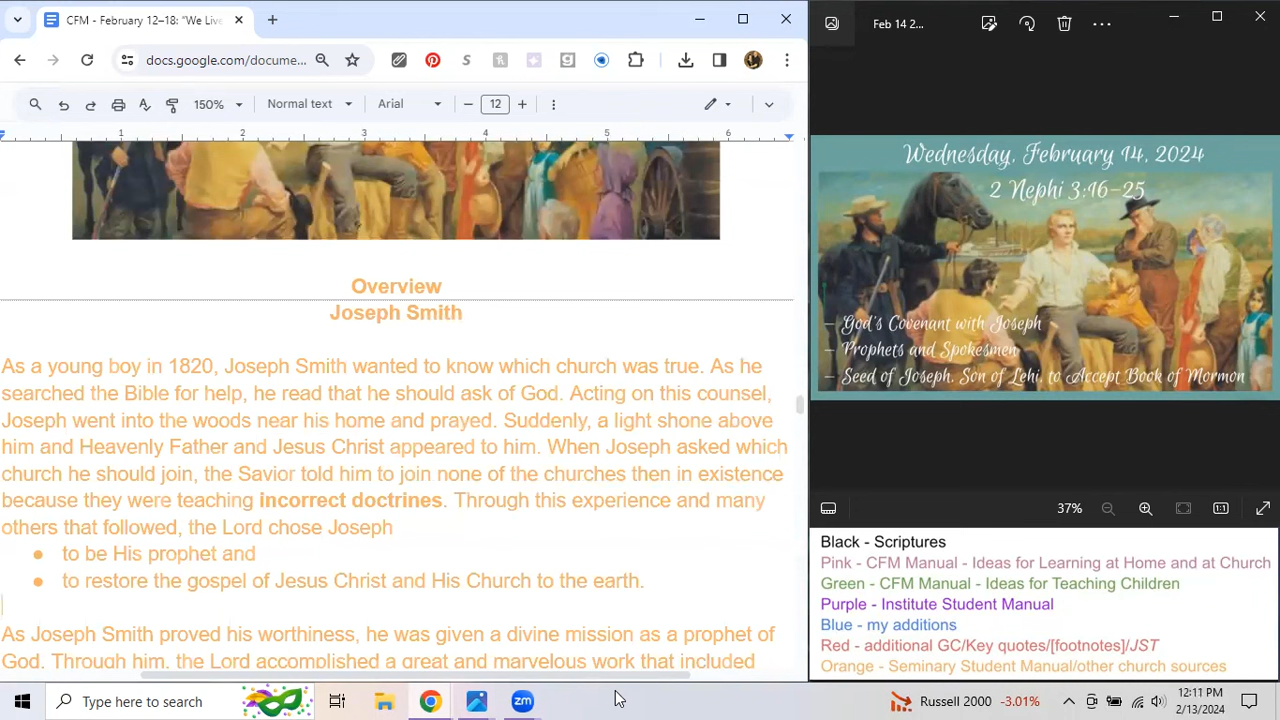 CFM - February 12–18: "We Live
docs.google.com/docume...
150%
Normal text
Arial
12
1 2 3 4 5 6
Overview
Joseph Smith
As a young boy in 1820, Joseph Smith wanted to know which church was true. As he
searched the Bible for help, he read that he should ask of God. Acting on this counsel,
Joseph went into the woods near his home and prayed. Suddenly, a light shone above
him and Heavenly Father and Jesus Christ appeared to him. When Joseph asked which
church he should join, the Savior told him to join none of the churches then in existence
because they were teaching incorrect doctrines. Through this experience and many
others that followed, the Lord chose Joseph
● to be His prophet and
● to restore the gospel of Jesus Christ and His Church to the earth.
As Joseph Smith proved his worthiness, he was given a divine mission as a prophet of
God. Through him, the Lord accomplished a great and marvelous work that included
Feb 14 2...
Wednesday, February 14, 2024
2 Nephi 3:16-25
- God's Covenant with Joseph
- Prophets and Spokesmen
- Seed of Joseph, Son of Lehi, to Accept Book of Mormon
37%
1:1
Black - Scriptures
Pink - CFM Manual - Ideas for Learning at Home and at Church
Green - CFM Manual - Ideas for Teaching Children
Purple - Institute Student Manual
Blue - my additions
Red - additional GC/Key quotes/[footnotes]/JST
Orange - Seminary Student Manual/other church sources
Type here to search
zm
Russell 2000 -3.01%
12:11 PM
2/13/2024